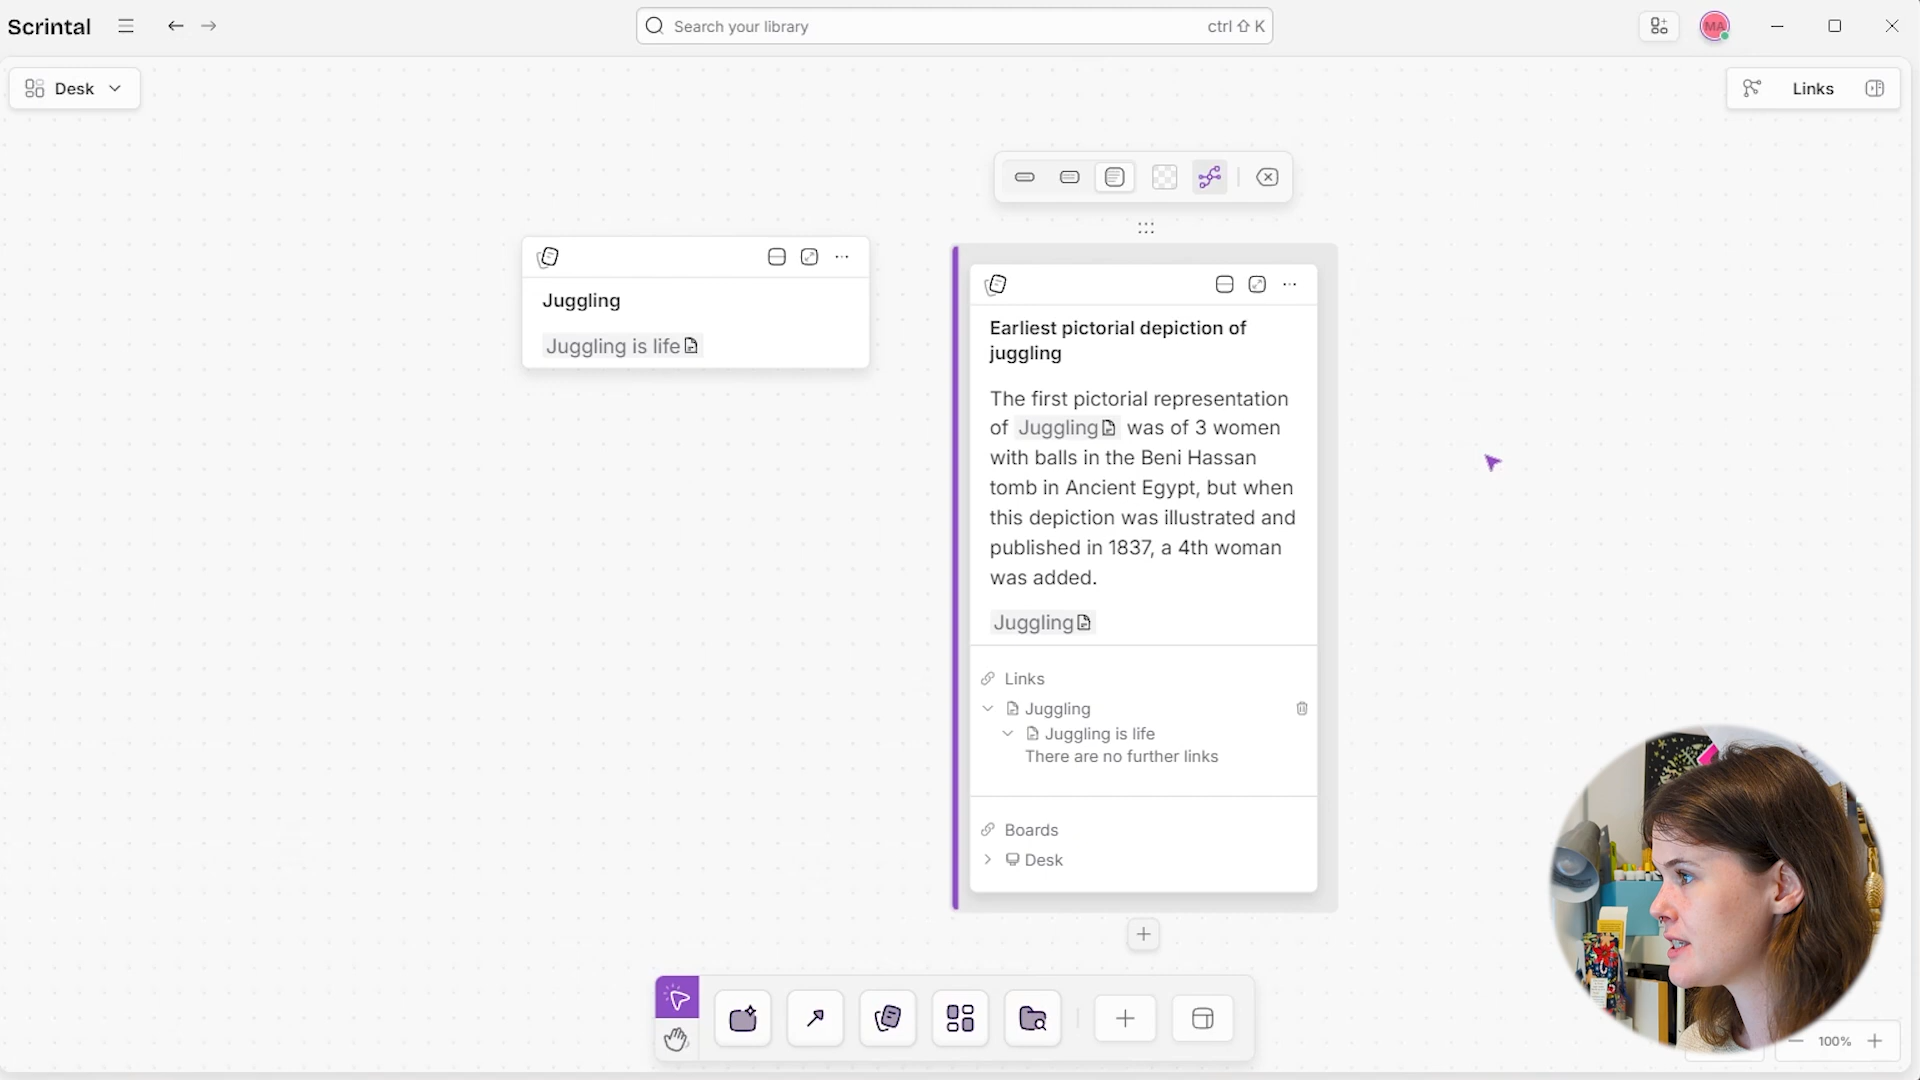 Scrintal
Search your library
ctrl ⇧ K
MA
Desk
Links
Juggling
Juggling is life
Earliest pictorial depiction of
juggling
The first pictorial representation
of Juggling was of 3 women
with balls in the Beni Hassan
tomb in Ancient Egypt, but when
this depiction was illustrated and
published in 1837, a 4th woman
was added.
Juggling
Links
Juggling
Juggling is life
There are no further links
Boards
Desk
100%